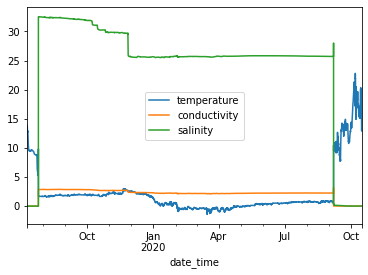 30
25
20
15
10
5
0
temperature
conductivity
salinity
Oct
Jan
2020
Apr
Jul
Oct
date_time